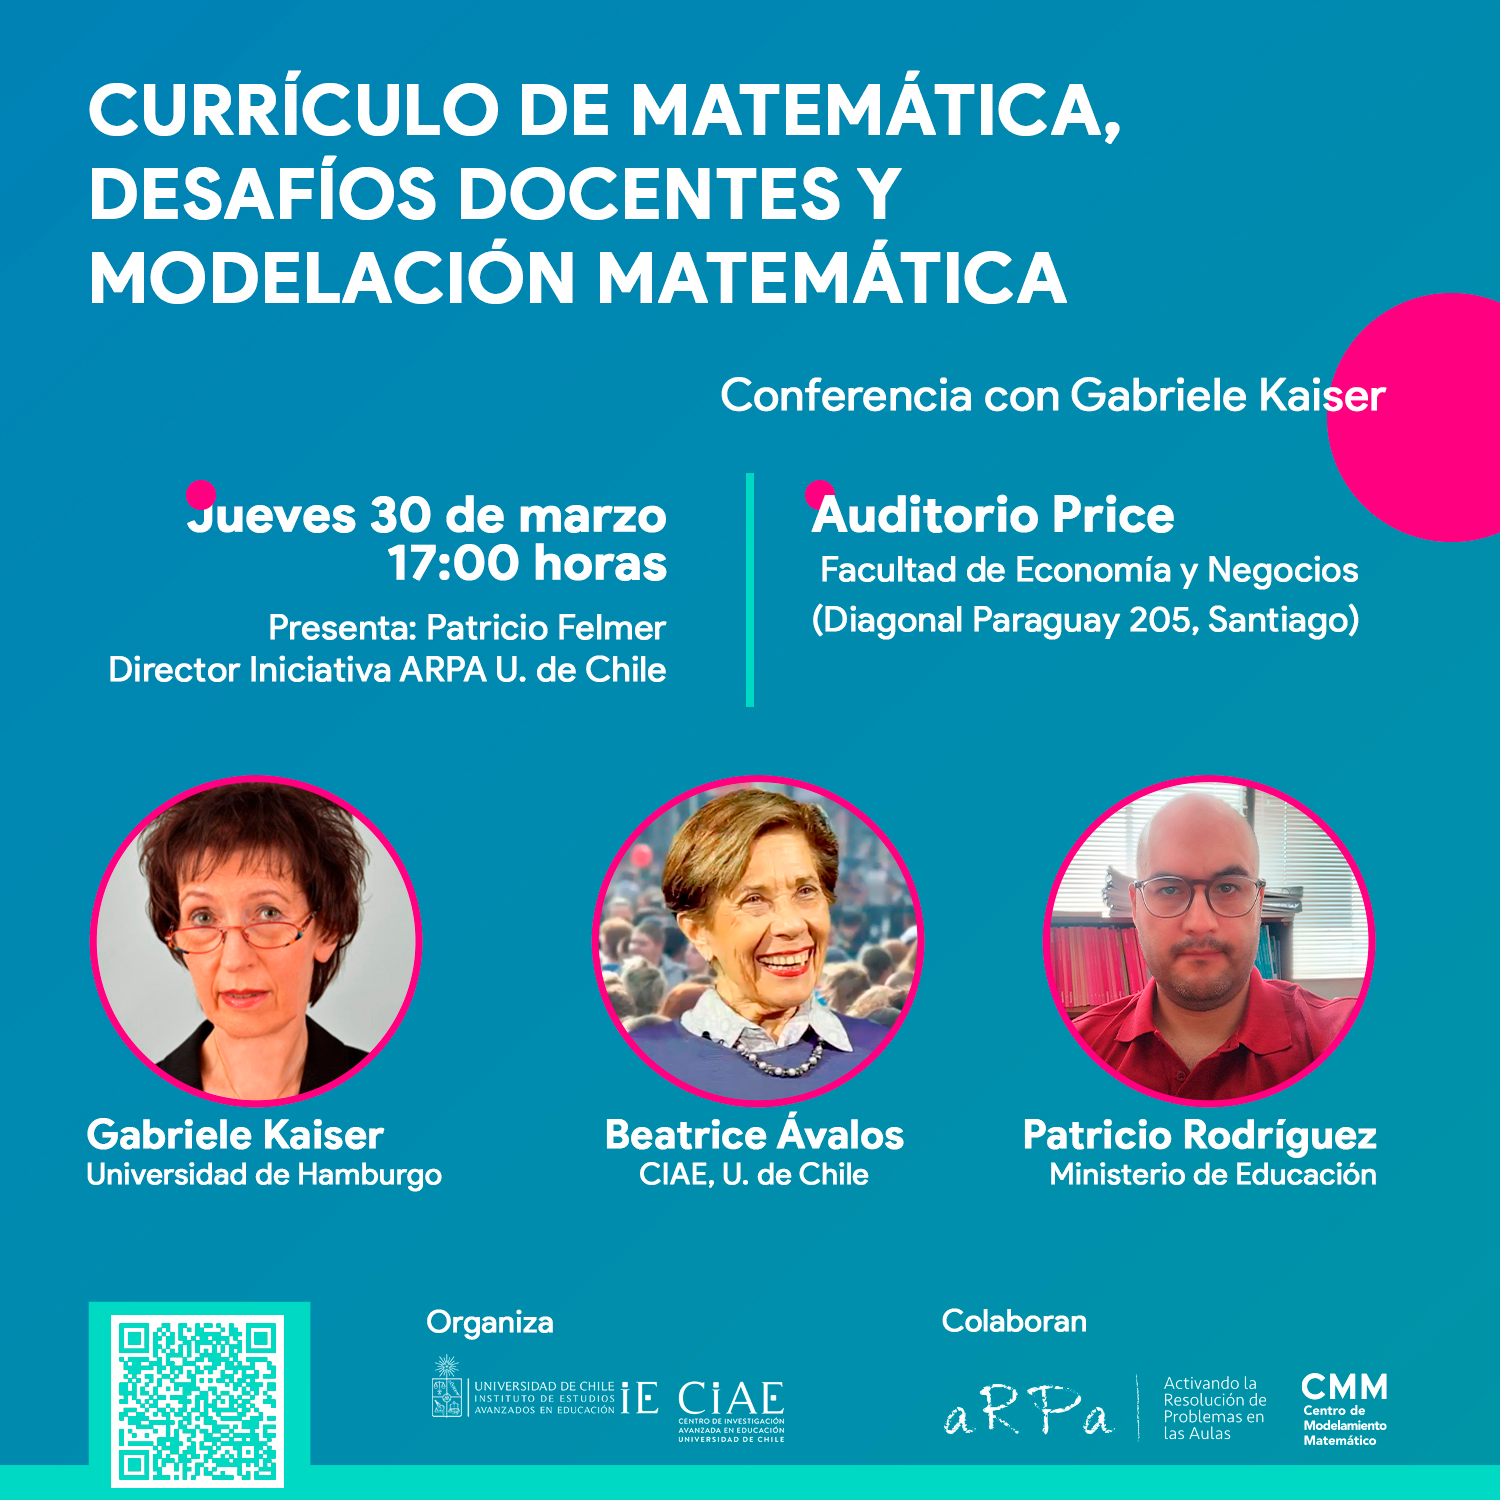 CURRÍCULO DE MATEMÁTICA,
DESAFÍOS DOCENTES Y
MODELACIÓN MATEMÁTICA
Conferencia con Gabriele Kaiser
Jueves 30 de marzo
17:00 horas
Presenta: Patricio Felmer
Director Iniciativa ARPA U. de Chile
Auditorio Price
Facultad de Economía y Negocios
(Diagonal Paraguay 205, Santiago)
Gabriele Kaiser
Universidad de Hamburgo
Beatrice Ávalos
CIAE, U. de Chile
Patricio Rodríguez
Ministerio de Educación
Organiza
UNIVERSIDAD DE CHILE
INSTITUTO DE ESTUDIOS
AVANZADOS EN EDUCACIÓN
iE
CiAE
CENTRO DE INVESTIGACIÓN
AVANZADA EN EDUCACIÓN
UNIVERSIDAD DE CHILE
Colaboran
aRPa
Activando la
Resolución de
Problemas en
las Aulas
CMM
Centro de
Modelamiento
Matemático